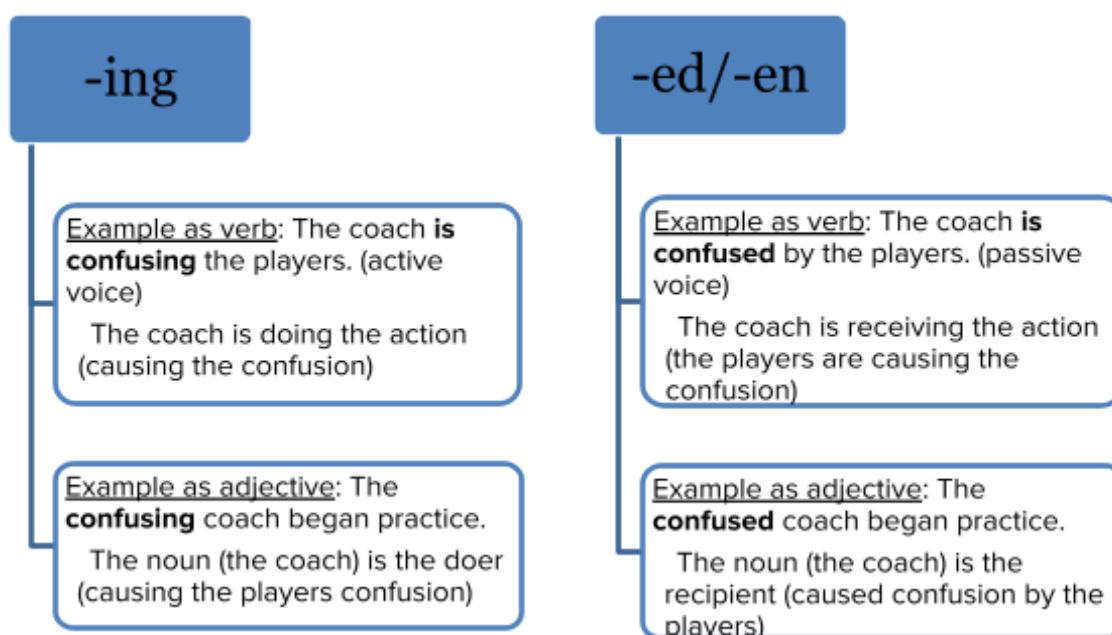 -ing
Example as verb: The coach is
confusing the players. (active
voice)
The coach is doing the action
(causing the confusion)
Example as adjective: The
confusing coach began practice.
The noun (the coach) is the doer
(causing the players confusion)
-ed/-en
Example as verb: The coach is
confused by the players. (passive
voice)
The coach is receiving the action
(the players are causing the
confusion)
Example as adjective: The
confused coach began practice.
The noun (the coach) is the
recipient (caused confusion by the
players)